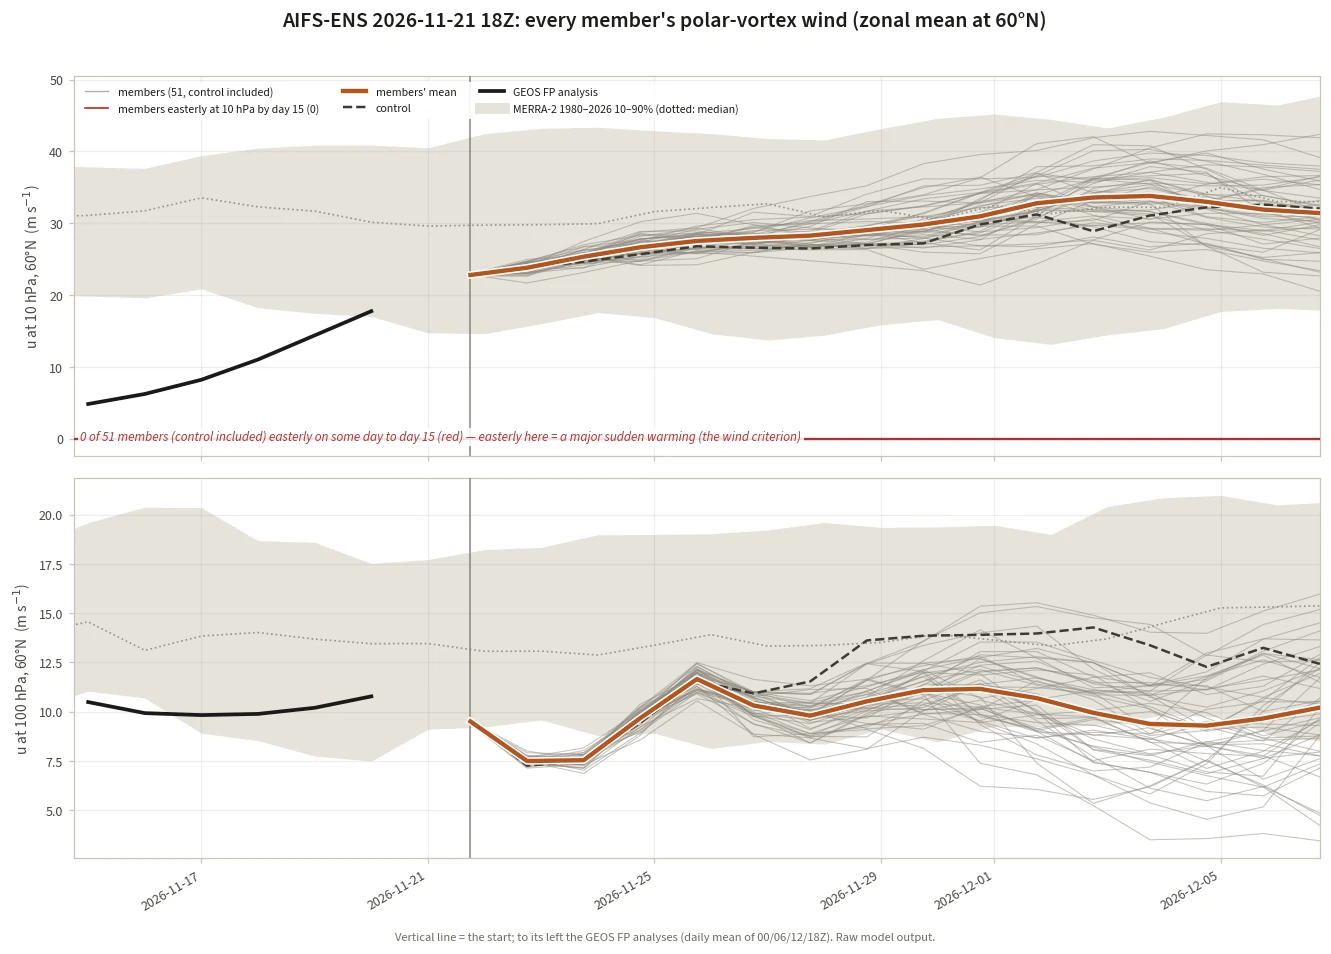 AIFS-ENS 2026-11-21 18Z: every member's polar-vortex wind (zonal mean at 60°N)
members (51, control included)
members easterly at 10 hPa by day 15 (0)
members' mean
control
GEOS FP analysis
MERRA-2 1980–2026 10–90% (dotted: median)
u at 10 hPa, 60°N (m s⁻¹)
50
40
30
20
10
0
0 of 51 members (control included) easterly on some day to day 15 (red) — easterly here = a major sudden warming (the wind criterion)
u at 100 hPa, 60°N (m s⁻¹)
20.0
17.5
15.0
12.5
10.0
7.5
5.0
2026-11-17
2026-11-21
2026-11-25
2026-11-29
2026-12-01
2026-12-05
Vertical line = the start; to its left the GEOS FP analyses (daily mean of 00/06/12/18Z). Raw model output.